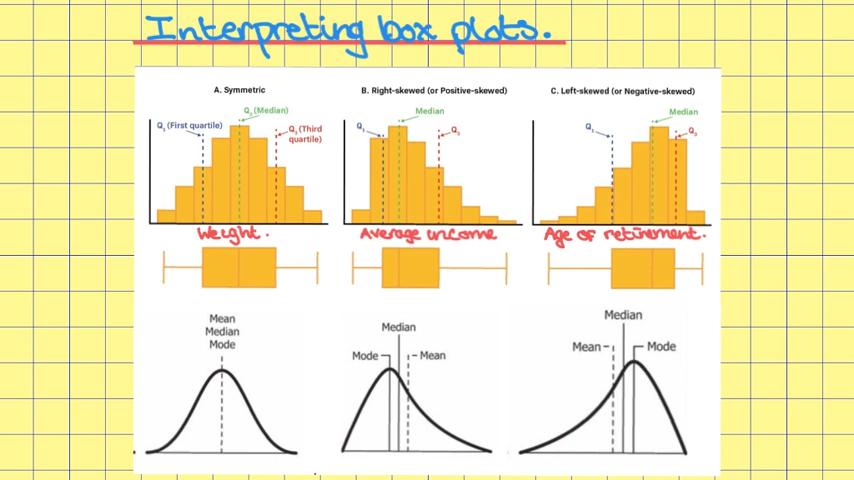 Interpreting box plots.
A. Symmetric
B. Right-skewed (or Positive-skewed)
C. Left-skewed (or Negative-skewed)
Q₂(Median)
Q₁ (First quartile)
Q₃ (Third
quartile)
Median
Q₁
Q₃
Median
Q₁
Q₃
Weight.
Average income
Age of retirement.
Mean
Median
Mode
Median
Mode
Mean
Median
Mean
Mode